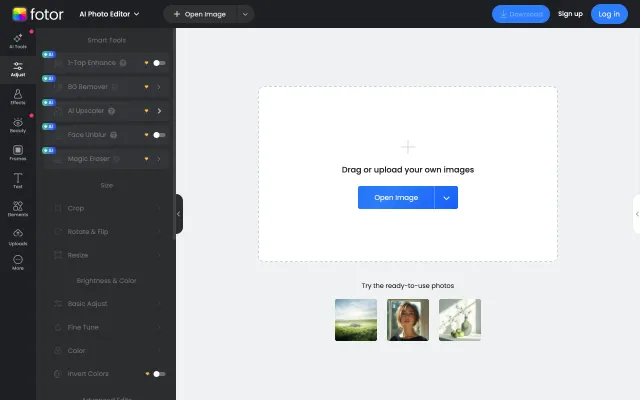 fotor
AI Photo Editor
Open Image
Download
Sign up
Log in
AI Tools
Adjust
Effects
Beauty
Frames
Text
Elements
Uploads
More
Smart Tools
AI
1-Tap Enhance
AI
BG Remover
AI
AI Upscaler
AI
Face Unblur
AI
Magic Eraser
Size
Crop
Rotate & Flip
Resize
Brightness & Color
Basic Adjust
Fine Tune
Color
Invert Colors
Drag or upload your own images
Open Image
Try the ready-to-use photos